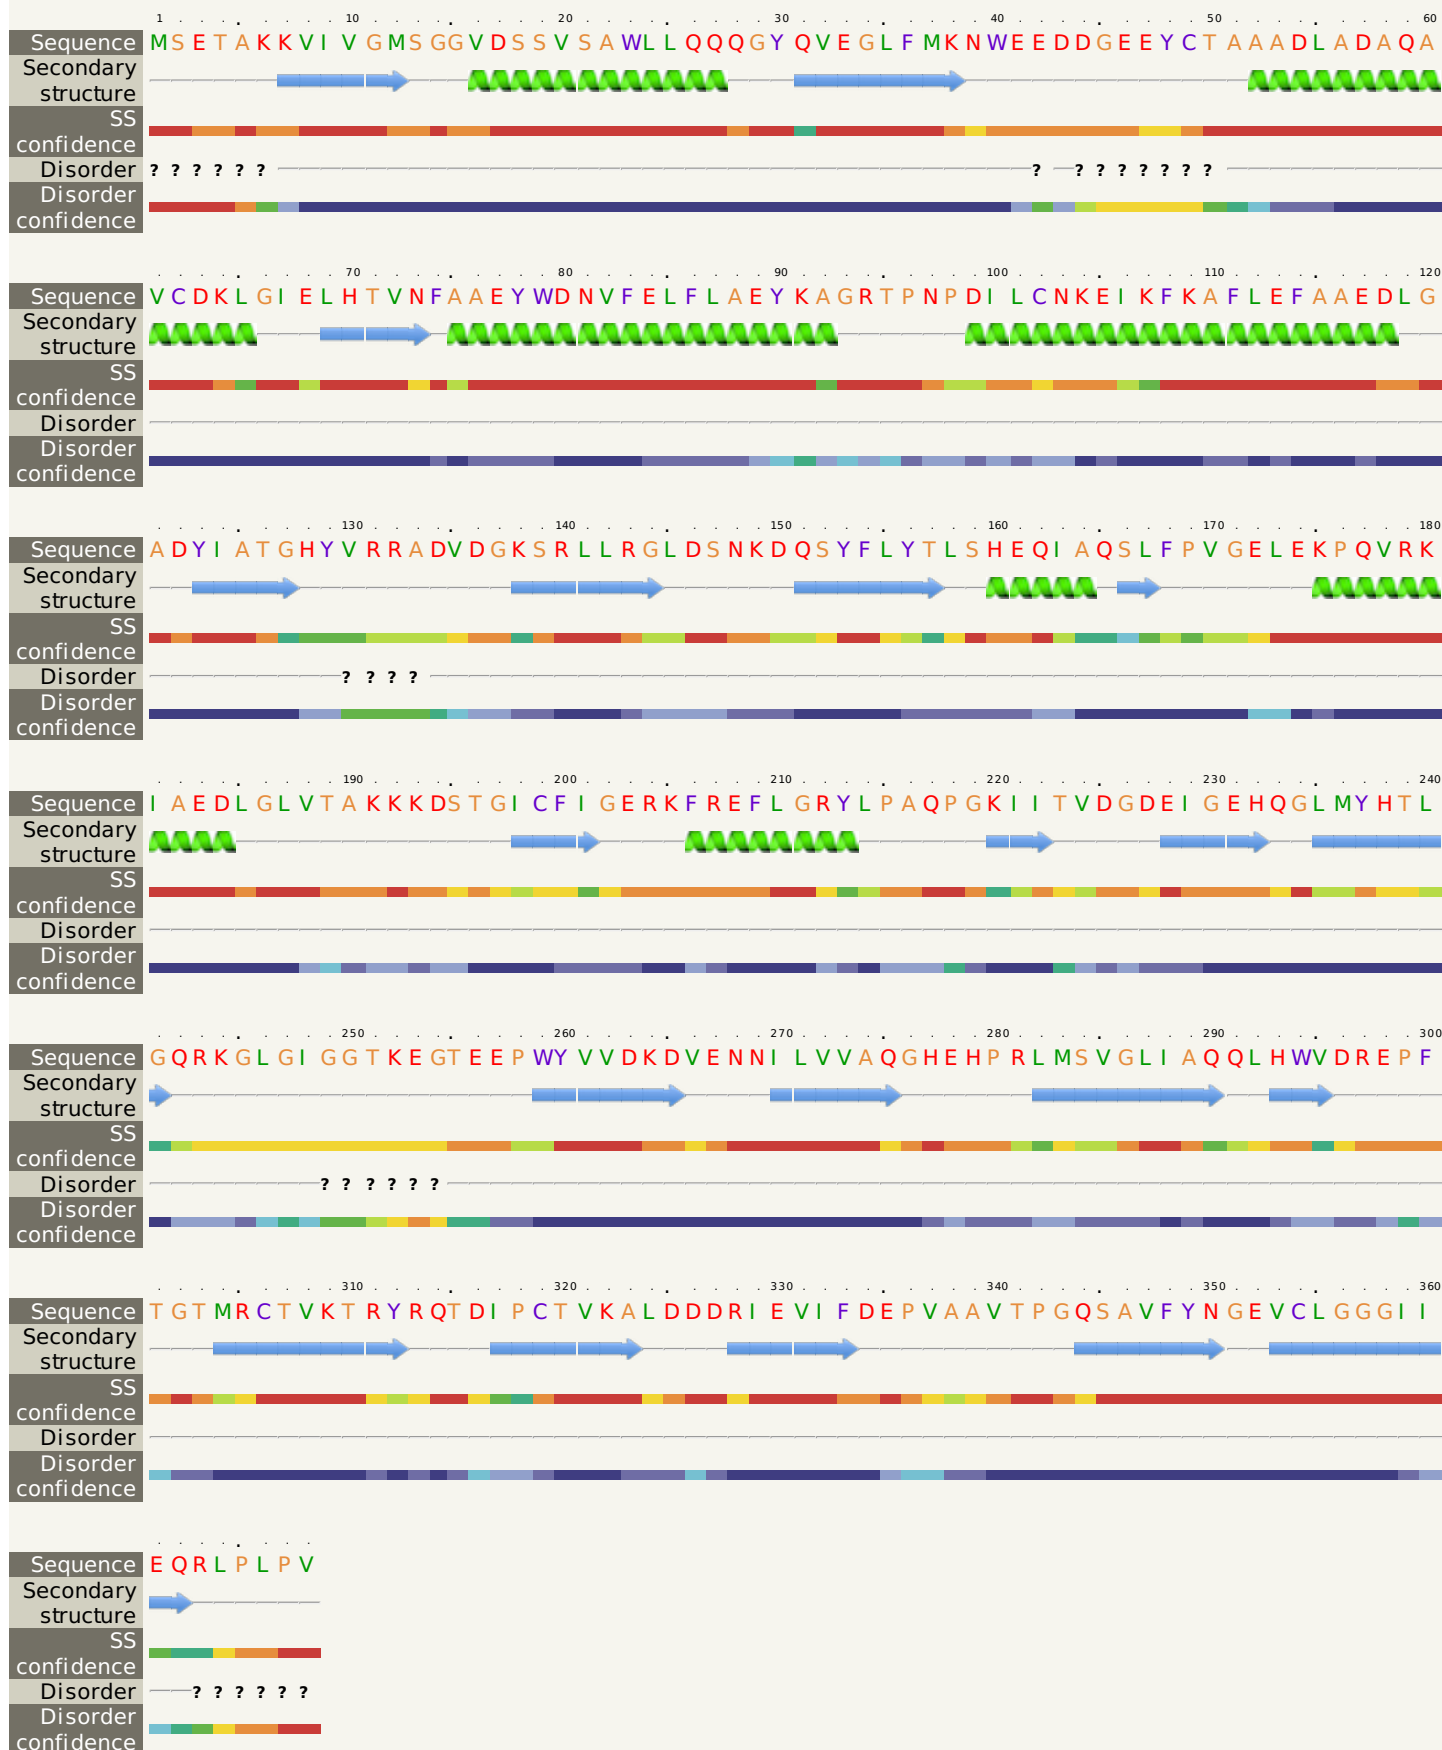 1 10 20 30 40 50 60
Sequence MSETAKKVIVGMSGGVDSSVSAWLLQQQGYQVEGLFMKNWEEDDGEEYCTAAADLADAQA
Secondary
structure
SS
confidence
Disorder ? ? ? ? ? ? ? ? ? ? ? ? ? ?
Disorder
confidence
70 80 90 100 110 120
Sequence VCDKLGIELHTVNFAAEYWDNVFELFLAEYKAGRTPNPDILCNKEIKFKAFLEFAAEDLG
Secondary
structure
SS
confidence
Disorder
Disorder
confidence
130 140 150 160 170 180
Sequence ADYIATGHYVRRADVDGKSRLLRGLDSNKDQSYFLYTLSHEQIAQSLFPVGELEKPQVRK
Secondary
structure
SS
confidence
Disorder ? ? ? ?
Disorder
confidence
190 200 210 220 230 240
Sequence IAEDLGLVTAKKKDSTGICFIGERKFREFLGRYLPAQPGKIITVDGDEIGEHQGLMYHTL
Secondary
structure
SS
confidence
Disorder
Disorder
confidence
250 260 270 280 290 300
Sequence GQRKGLGIGGTKEGTEEPWYVVDKDVENNILVVAQGHEHPRLMSVGLIAQQLHWVDREPF
Secondary
structure
SS
confidence
Disorder ? ? ? ? ? ?
Disorder
confidence
310 320 330 340 350 360
Sequence TGTMRCTVKTRYRQTDIPCTVKALDDDRIEVIFDEPVAAVTPGQSAVFYNGEVCLGGGII
Secondary
structure
SS
confidence
Disorder
Disorder
confidence
Sequence EQRLPLPV
Secondary
structure
SS
confidence
Disorder ? ? ? ? ? ?
Disorder
confidence